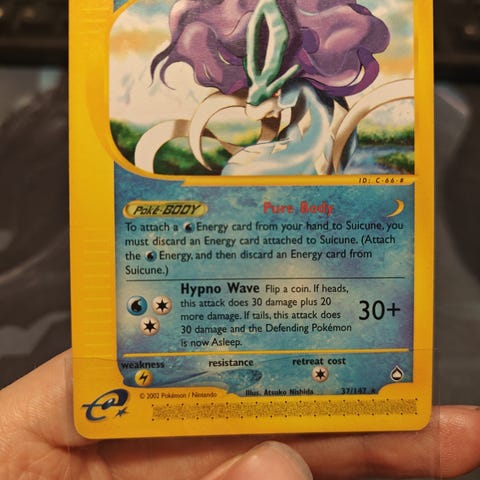 ID: C-66-#
Poké-BODY Pure Body
To attach a Energy card from your hand to Suicune, you
must discard an Energy card attached to Suicune. (Attach
the Energy, and then discard an Energy card from
Suicune.)
Hypno Wave Flip a coin. If heads,
this attack does 30 damage plus 20
more damage. If tails, this attack does
30 damage and the Defending Pokémon
is now Asleep.
30+
weakness resistance retreat cost
© 2002 Pokémon / Nintendo Illus. Atsuko Nishida 37/147 ★
e